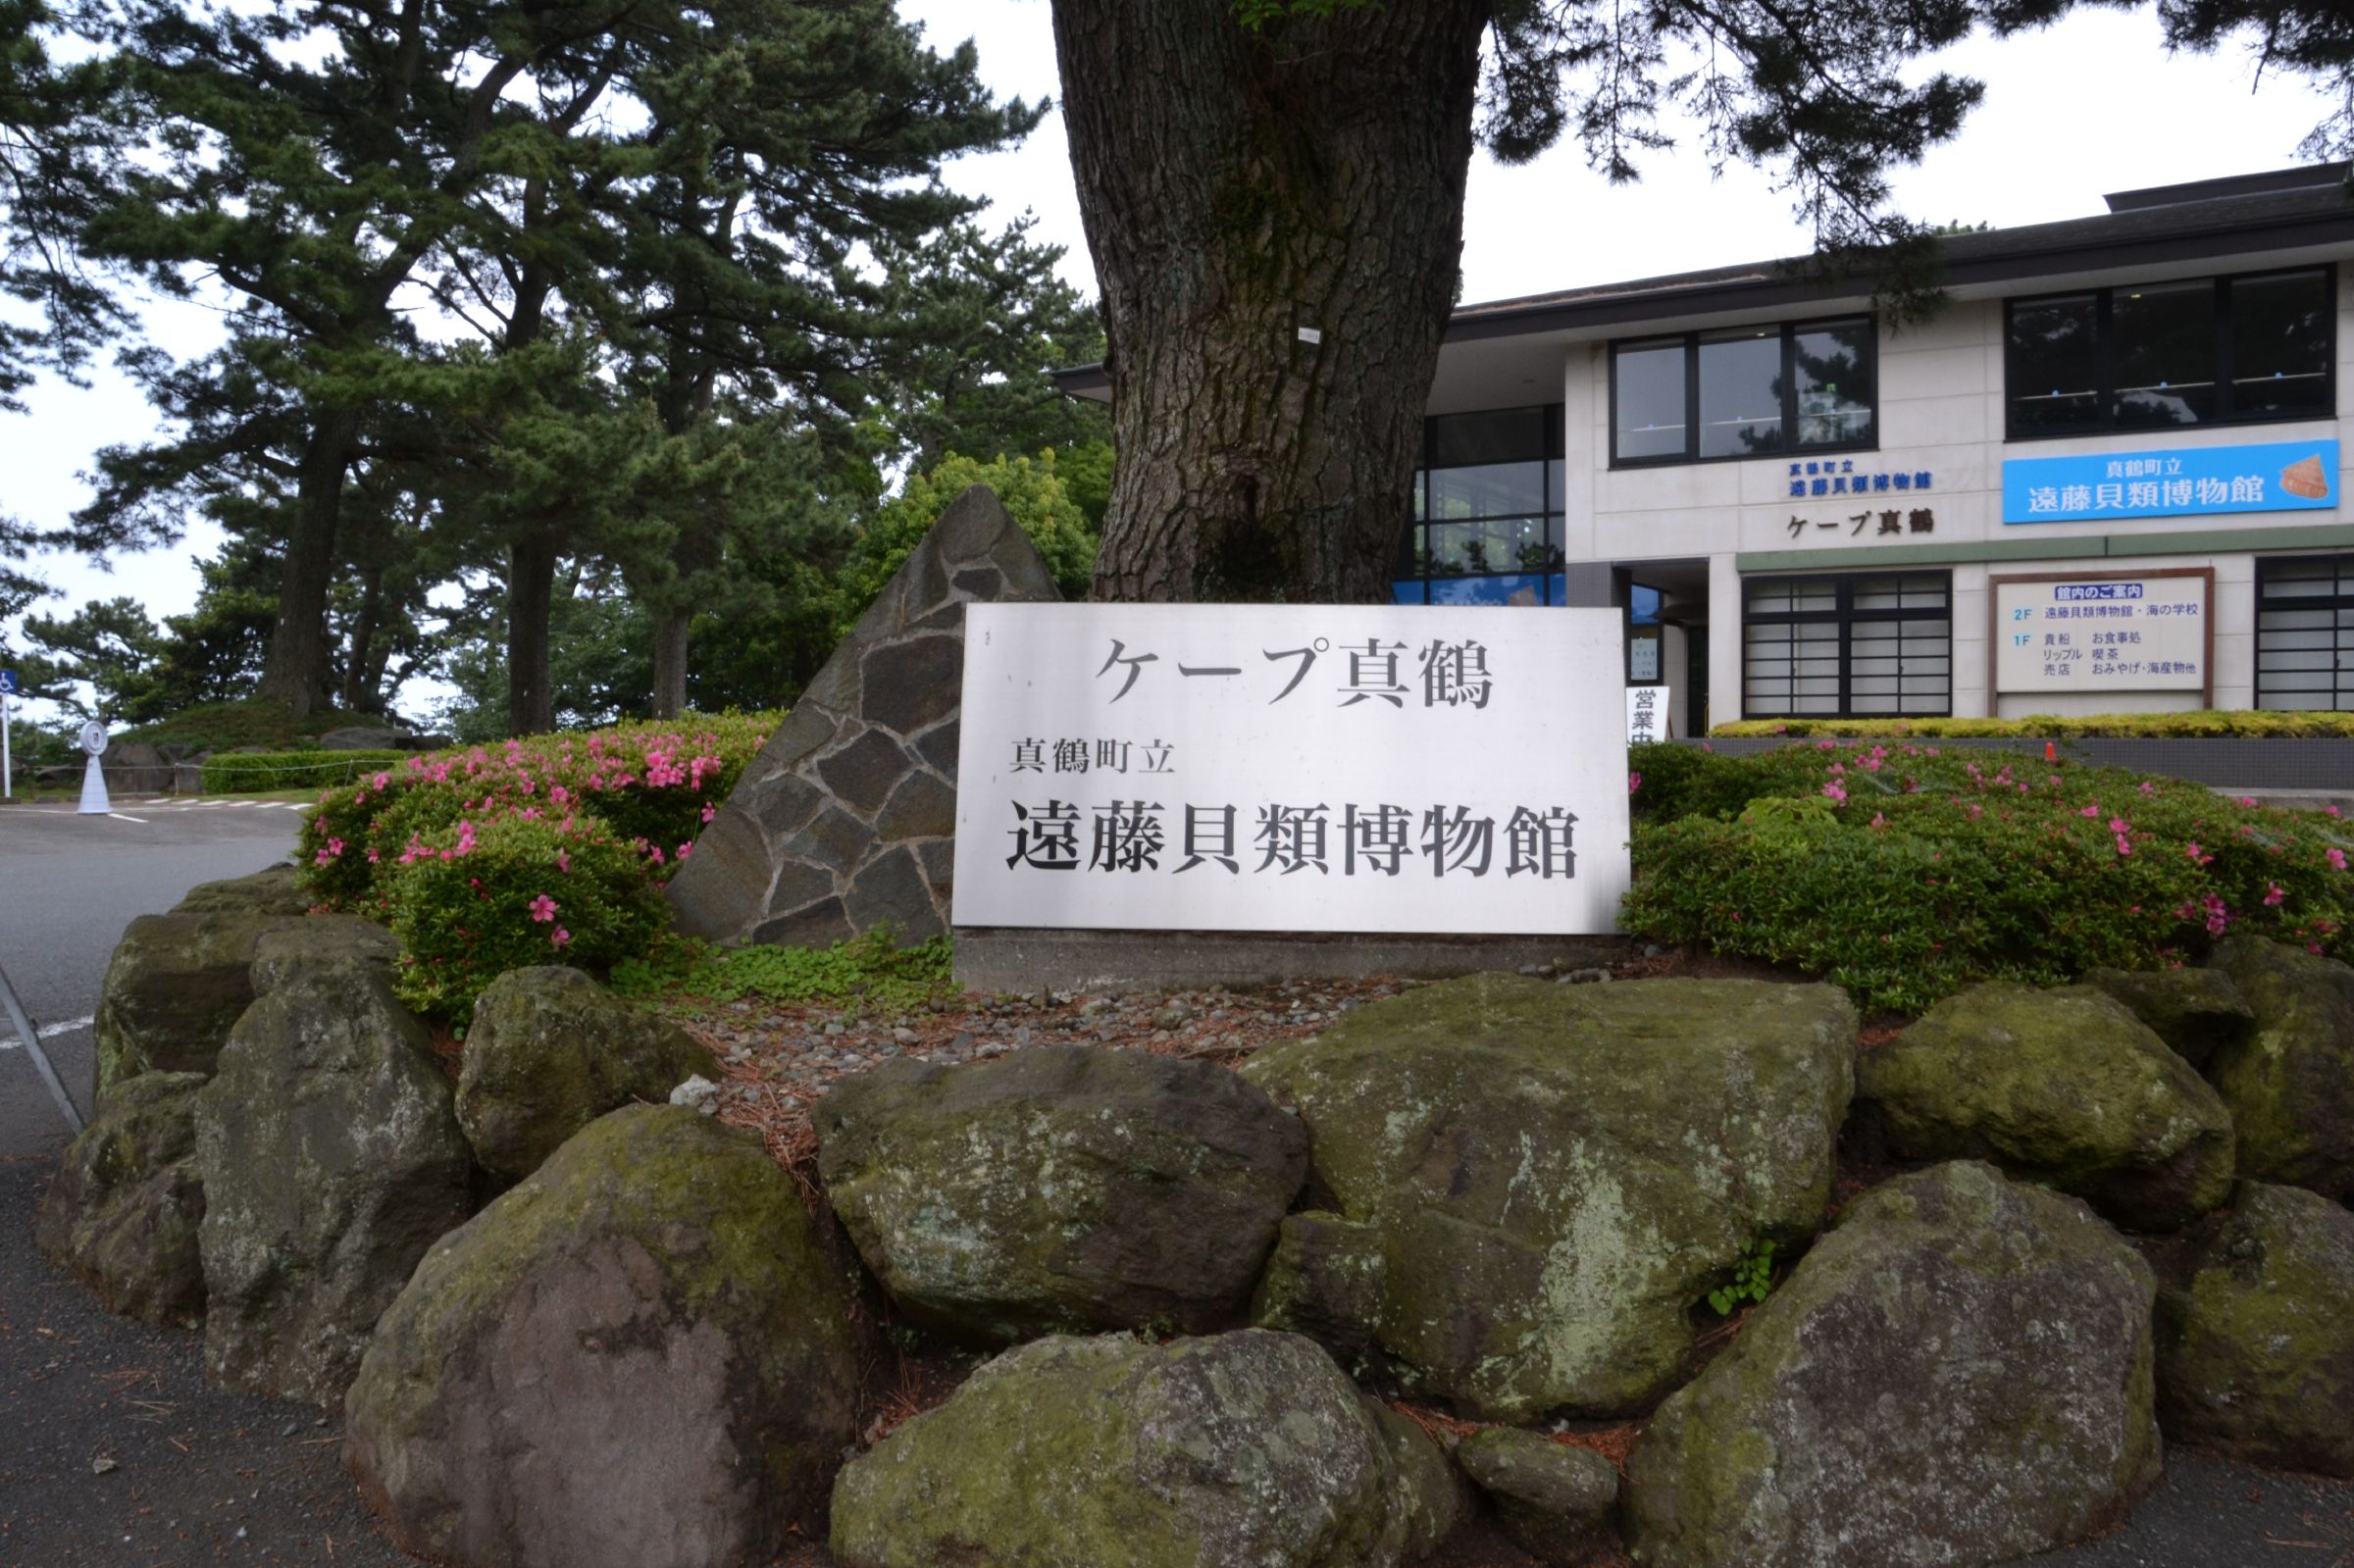 ケープ真鶴
真鶴町立
遠藤貝類博物館
真鶴町立
遠藤貝類博物館
ケープ真鶴
真鶴町立
遠藤貝類博物館
館内のご案内
2F 遠藤貝類博物館・海の学校
1F 貴船 お食事処
リップル 喫茶
売店 おみやげ・海産物他
営業中